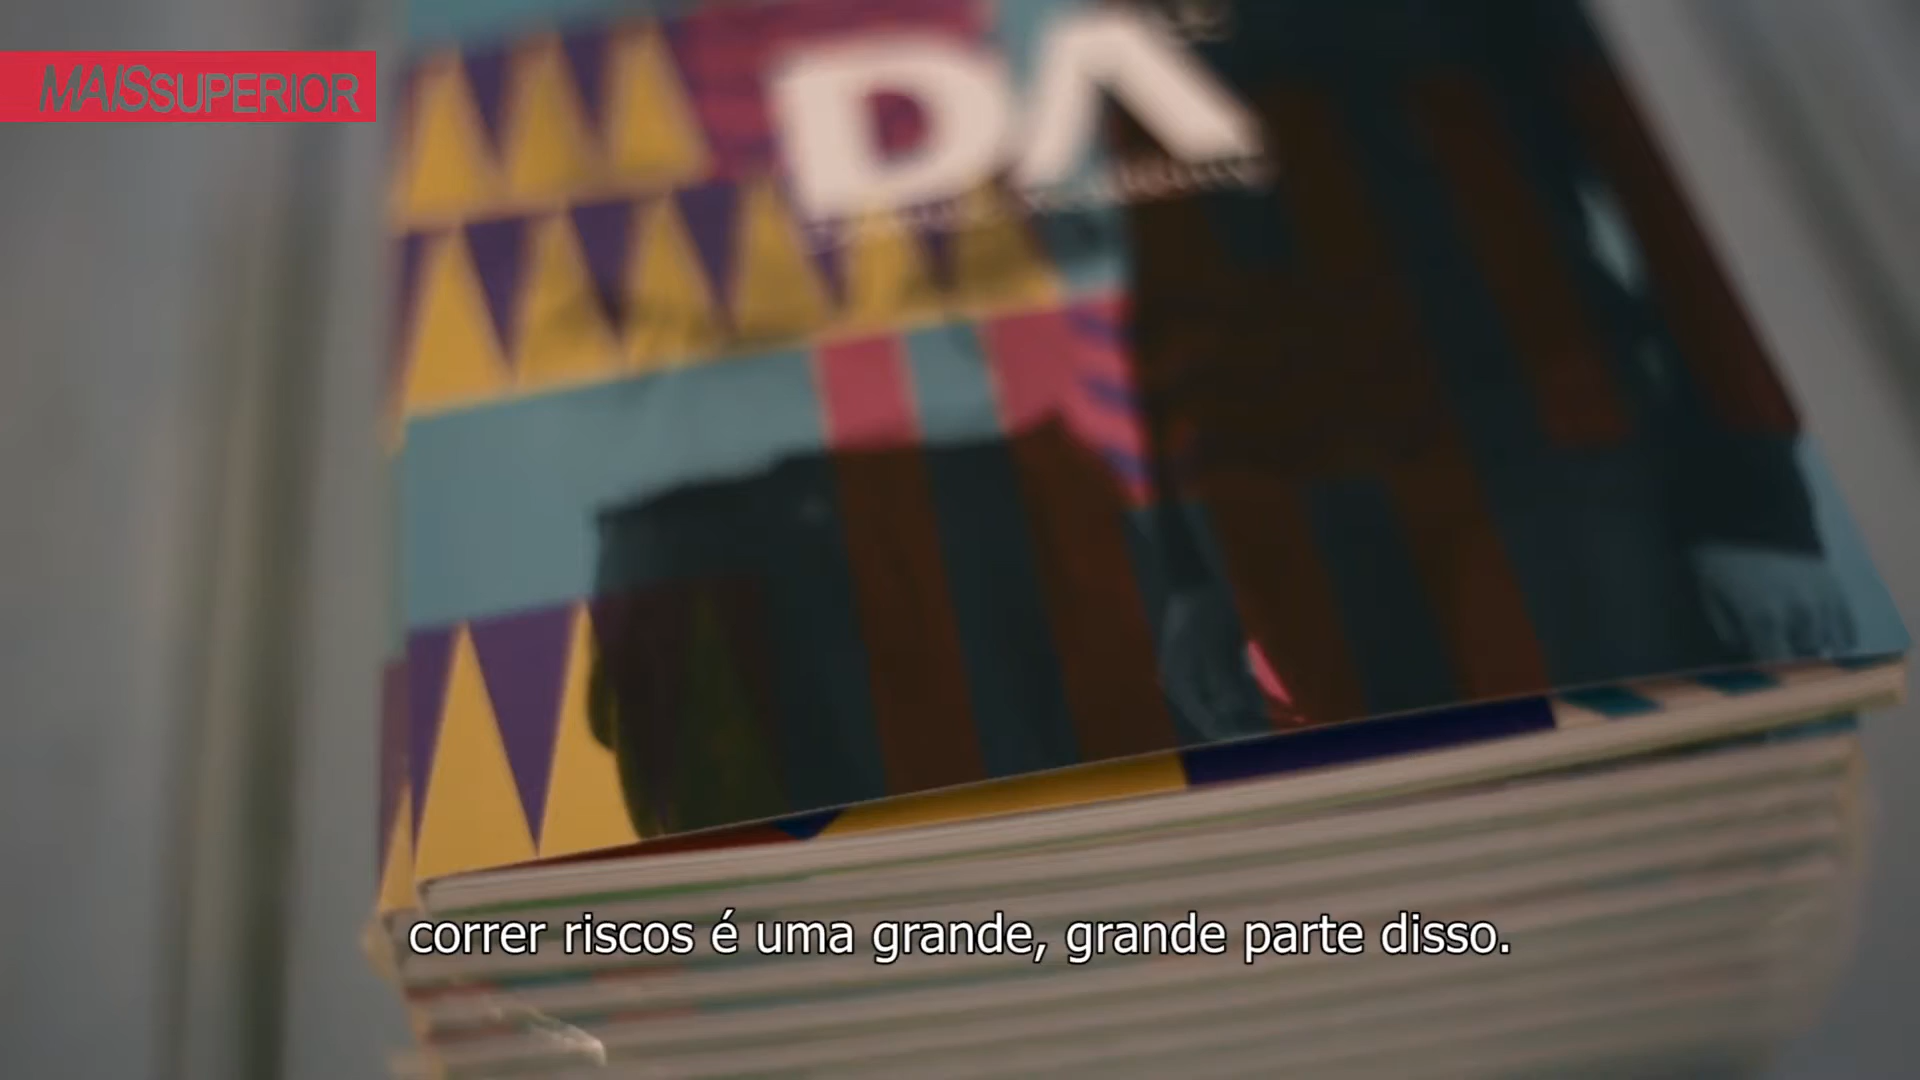 MAISSUPERIOR
DA
correr riscos é uma grande, grande parte disso.